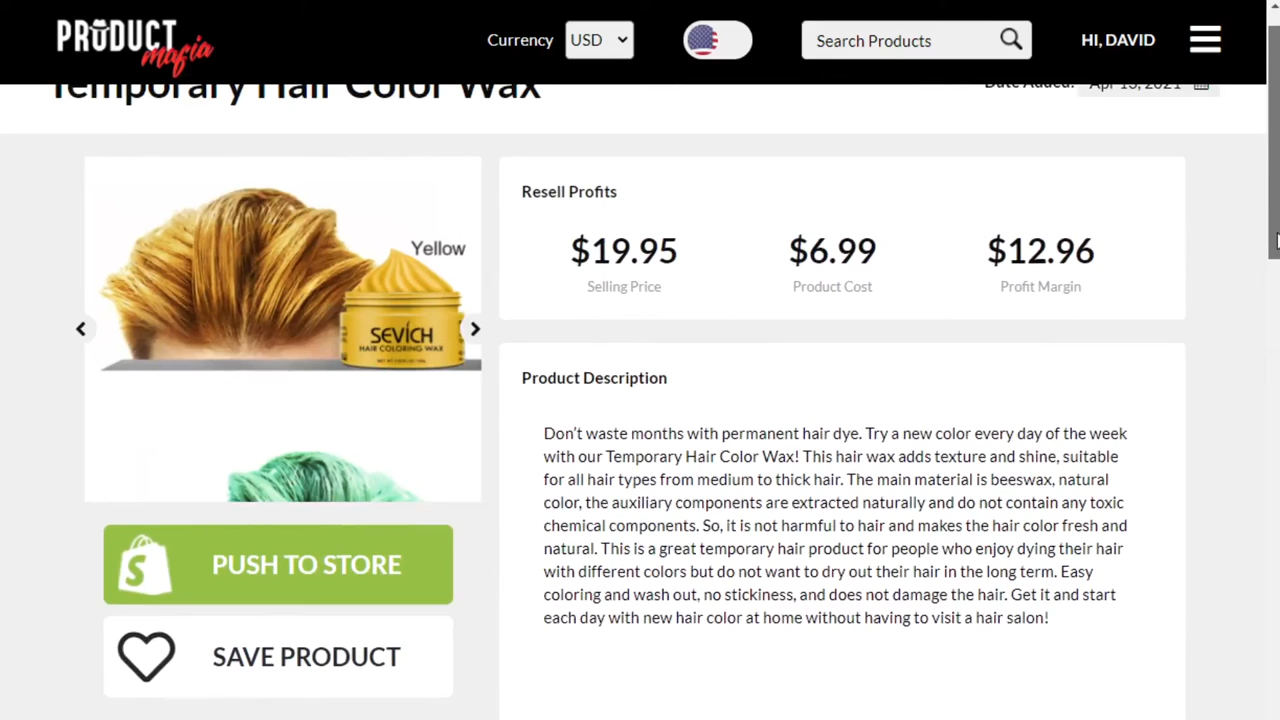 PRODUCT
mafia
Currency
USD
Search Products
HI, DAVID
Temporary Hair Color Wax
Date Added:
Apr 13, 2021
Yellow
SEVICH
HAIR COLORING WAX
Resell Profits
$19.95
$6.99
$12.96
Selling Price
Product Cost
Profit Margin
Product Description
Don't waste months with permanent hair dye. Try a new color every day of the week
with our Temporary Hair Color Wax! This hair wax adds texture and shine, suitable
for all hair types from medium to thick hair. The main material is beeswax, natural
color, the auxiliary components are extracted naturally and do not contain any toxic
chemical components. So, it is not harmful to hair and makes the hair color fresh and
natural. This is a great temporary hair product for people who enjoy dying their hair
with different colors but do not want to dry out their hair in the long term. Easy
coloring and wash out, no stickiness, and does not damage the hair. Get it and start
each day with new hair color at home without having to visit a hair salon!
PUSH TO STORE
SAVE PRODUCT